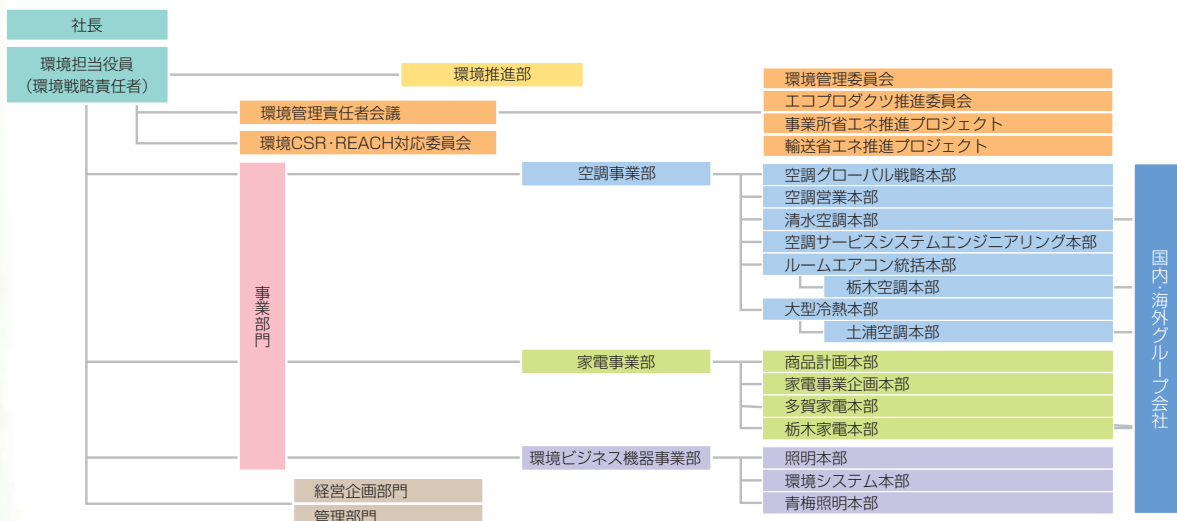 社長
環境担当役員
（環境戦略責任者）
環境推進部
環境管理責任者会議
環境CSR・REACH対応委員会
環境管理委員会
エコプロダクツ推進委員会
事業所省エネ推進プロジェクト
輸送省エネ推進プロジェクト
事業部門
空調事業部
空調グローバル戦略本部
空調営業本部
清水空調本部
空調サービスシステムエンジニアリング本部
ルームエアコン統括本部
栃木空調本部
大型冷熱本部
土浦空調本部
家電事業部
商品計画本部
家電事業企画本部
多賀家電本部
栃木家電本部
環境ビジネス機器事業部
照明本部
環境システム本部
青梅照明本部
国内・海外グループ会社
経営企画部門
管理部門